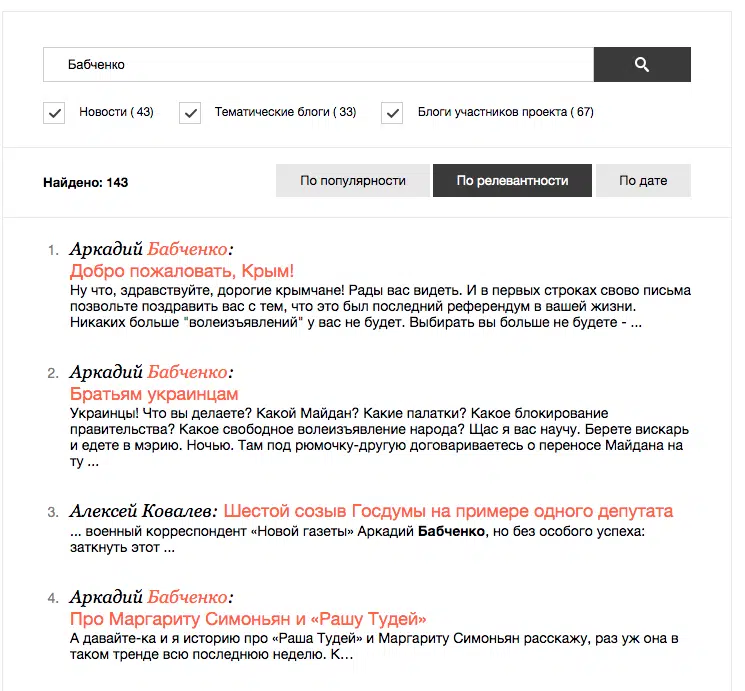 Бабченко
Новости ( 43) Тематические блоги ( 33) Блоги участников проекта ( 67)
Найдено: 143 По популярности По релевантности По дате
1. Аркадий Бабченко:
Добро пожаловать, Крым!
Ну что, здравствуйте, дорогие крымчане! Рады вас видеть. И в первых строках свово письма
позвольте поздравить вас с тем, что это был последний референдум в вашей жизни.
Никаких больше "волеизъявлений" у вас не будет. Выбирать вы больше не будете - ...
2. Аркадий Бабченко:
Братьям украинцам
Украинцы! Что вы делаете? Какой Майдан? Какие палатки? Какое блокирование
правительства? Какое свободное волеизъявление народа? Щас я вас научу. Берете вискарь
и едете в мэрию. Ночью. Там под рюмочку-другую договариваетесь о переносе Майдана на
ту ...
3. Алексей Ковалев: Шестой созыв Госдумы на примере одного депутата
... военный корреспондент «Новой газеты» Аркадий Бабченко, но без особого успеха:
заткнуть этот ...
4. Аркадий Бабченко:
Про Маргариту Симоньян и «Рашу Тудей»
А давайте-ка и я историю про «Раша Тудей» и Маргариту Симоньян расскажу, раз уж она в
таком тренде всю последнюю неделю. К...